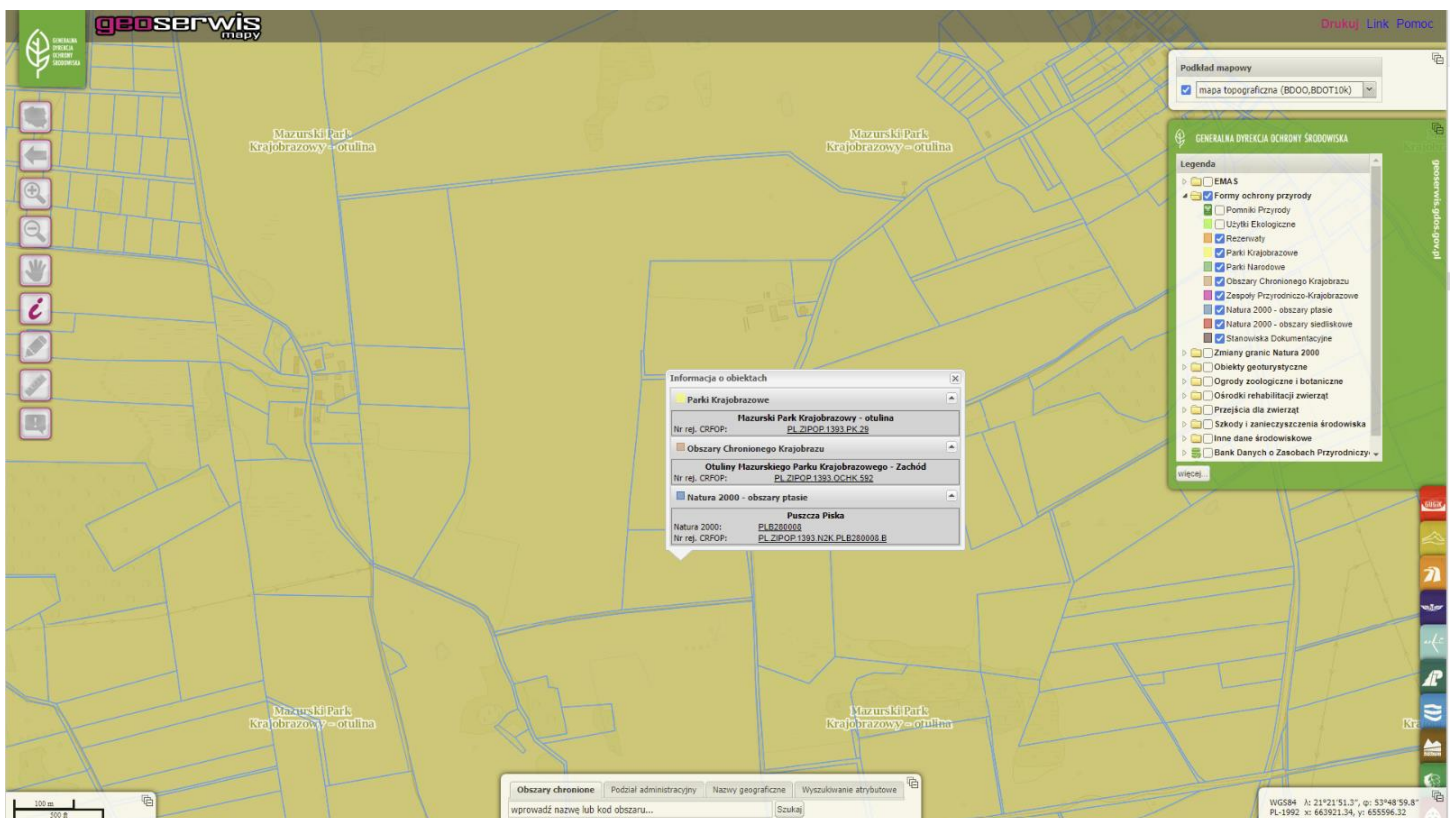 GENERALNA
DYREKCJA
OCHRONY
ŚRODOWISKA
geoserwis
mapy
Drukuj Link Pomoc
Podkład mapowy
mapa topograficzna (BDOO,BDOT10k)
GENERALNA DYREKCJA OCHRONY ŚRODOWISKA
geoserwis.gdos.gov.pl
Legenda
EMAS
Formy ochrony przyrody
Pomniki Przyrody
Użytki Ekologiczne
Rezerwaty
Parki Krajobrazowe
Parki Narodowe
Obszary Chronionego Krajobrazu
Zespoły Przyrodniczo-Krajobrazowe
Natura 2000 - obszary ptasie
Natura 2000 - obszary siedliskowe
Stanowiska Dokumentacyjne
Zmiany granic Natura 2000
Obiekty geoturystyczne
Ogrody zoologiczne i botaniczne
Ośrodki rehabilitacji zwierząt
Przejścia dla zwierząt
Szkody i zanieczyszczenia środowiska
Inne dane środowiskowe
Bank Danych o Zasobach Przyrodniczy
więcej...
Mazurski Park
Krajobrazowy – otulina
Mazurski Park
Krajobrazowy – otulina
Informacja o obiektach
Parki Krajobrazowe
Mazurski Park Krajobrazowy - otulina
Nr rej. CRFOP: PL.ZIPOP.1393.PK.29
Obszary Chronionego Krajobrazu
Otuliny Mazurskiego Parku Krajobrazowego - Zachód
Nr rej. CRFOP: PL.ZIPOP.1393.OCHK.592
Natura 2000 - obszary ptasie
Puszcza Piska
Natura 2000: PLB280008
Nr rej. CRFOP: PL.ZIPOP.1393.N2K.PLB280008.B
Mazurski Park
Krajobrazowy – otulina
Mazurski Park
Krajobrazowy – otulina
Kra
Obszary chronione Podział administracyjny Nazwy geograficzne Wyszukiwanie atrybutowe
wprowadź nazwę lub kod obszaru... Szukaj
100 m
500 ft
WGS84 λ: 21°21'51.3", φ: 53°48'59.8"
PL-1992 x: 663921.34, y: 655596.32